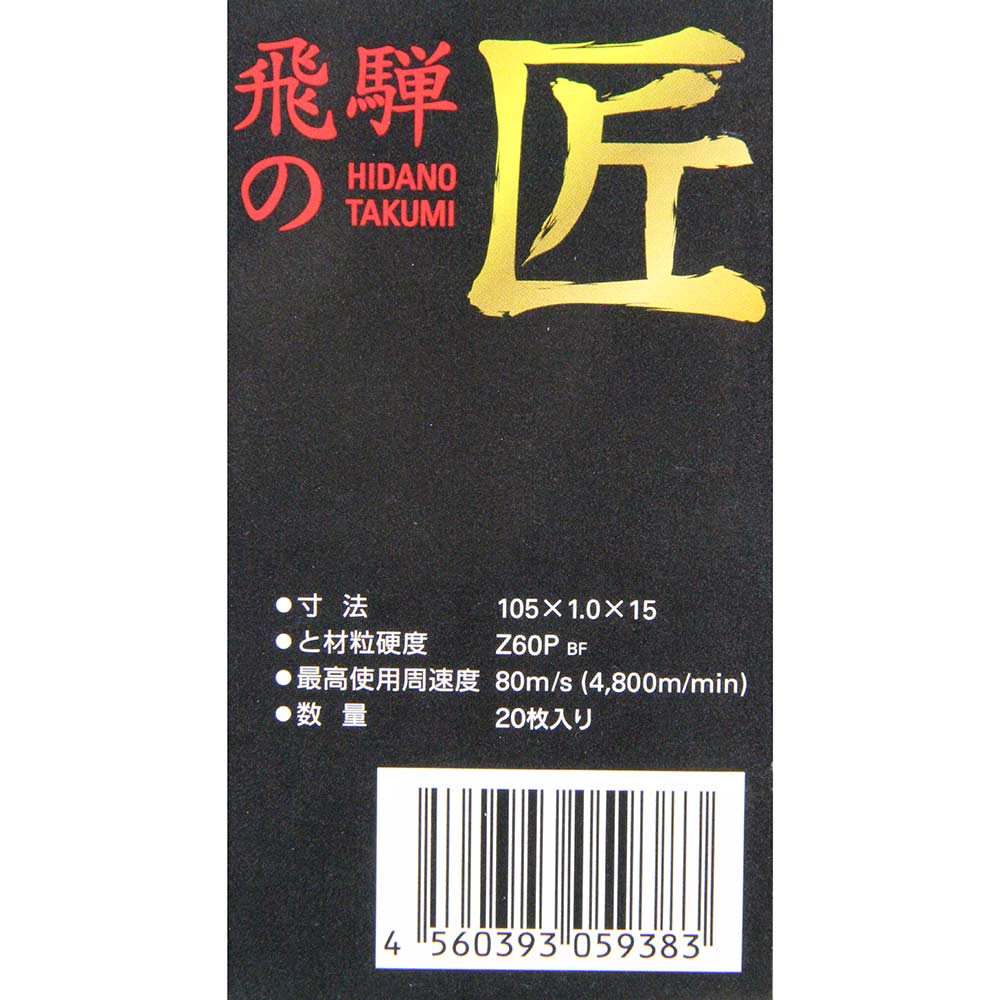 飛騨の
HIDANO
TAKUMI
匠
●寸 法 105×1.0×15
●と材粒硬度 Z60P BF
●最高使用周速度 80m/s (4,800m/min)
●数 量 20枚入り
4 560393 059383